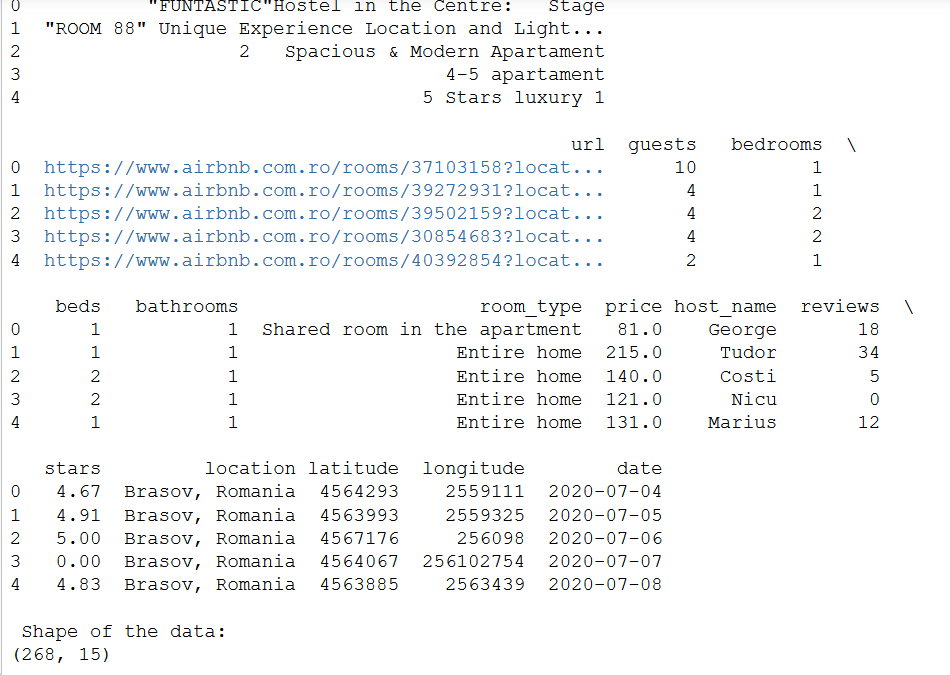 0 "FUNTASTIC"Hostel in the Centre: Stage
1 "ROOM 88" Unique Experience Location and Light...
2 2 Spacious & Modern Apartament
3 4-5 apartament
4 5 Stars luxury 1
url guests bedrooms \
0 https://www.airbnb.com.ro/rooms/37103158?locat... 10 1
1 https://www.airbnb.com.ro/rooms/39272931?locat... 4 1
2 https://www.airbnb.com.ro/rooms/39502159?locat... 4 2
3 https://www.airbnb.com.ro/rooms/30854683?locat... 4 2
4 https://www.airbnb.com.ro/rooms/40392854?locat... 2 1
beds bathrooms room_type price host_name reviews \
0 1 1 Shared room in the apartment 81.0 George 18
1 1 1 Entire home 215.0 Tudor 34
2 2 1 Entire home 140.0 Costi 5
3 2 1 Entire home 121.0 Nicu 0
4 1 1 Entire home 131.0 Marius 12
stars location latitude longitude date
0 4.67 Brasov, Romania 4564293 2559111 2020-07-04
1 4.91 Brasov, Romania 4563993 2559325 2020-07-05
2 5.00 Brasov, Romania 4567176 256098 2020-07-06
3 0.00 Brasov, Romania 4564067 256102754 2020-07-07
4 4.83 Brasov, Romania 4563885 2563439 2020-07-08
Shape of the data:
(268, 15)